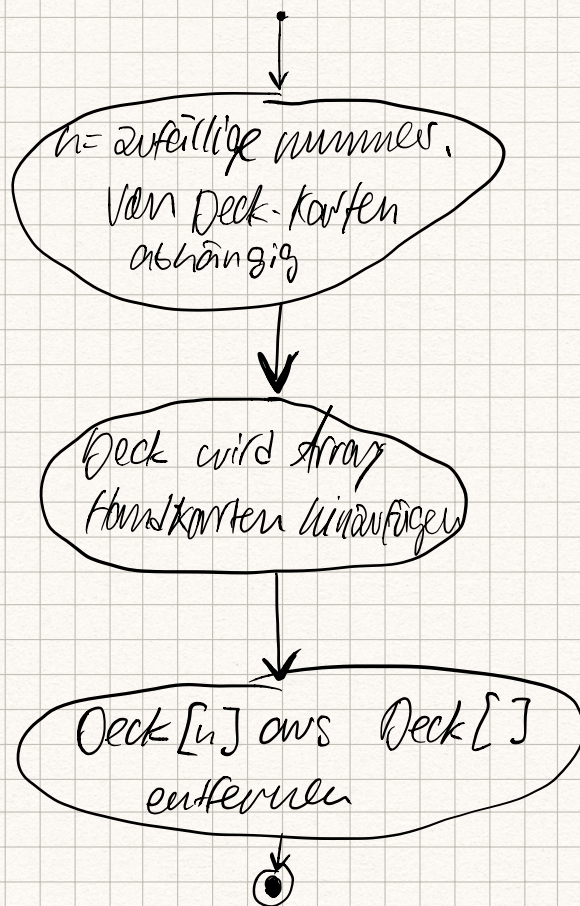 n = zufällige nummer.
Von Deck-Karten
abhängig
Deck wird Array
Handkarten hinzufügen
Deck[n] aus Deck[]
entfernen